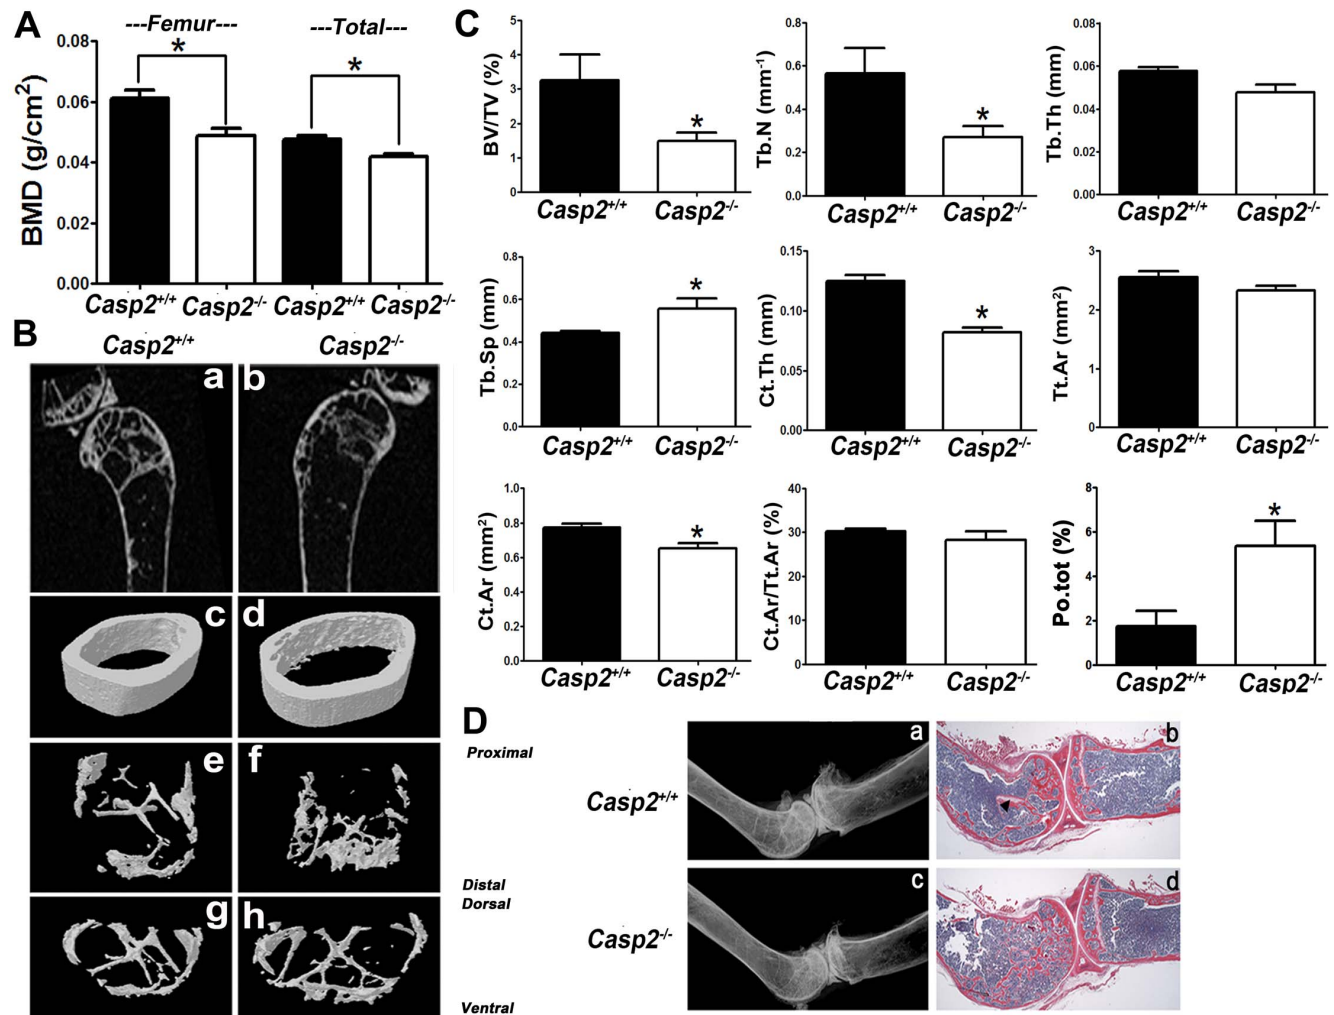 A
---Femur--- ---Total---
*
*
BMD (g/cm²)
0.08
0.06
0.04
0.02
0.00
Casp2+/+ Casp2-/- Casp2+/+ Casp2-/-
B
Casp2+/+ Casp2-/-
a b
c d
e f
g h
C
BV/TV (%)
5
4
3
2
1
0
*
Casp2+/+ Casp2-/-
Tb.N (mm-1)
0.8
0.6
0.4
0.2
0.0
*
Casp2+/+ Casp2-/-
Tb.Th (mm)
0.08
0.06
0.04
0.02
0.00
Casp2+/+ Casp2-/-
Tb.Sp (mm)
0.8
0.6
0.4
0.2
0.0
*
Casp2+/+ Casp2-/-
Ct.Th (mm)
0.15
0.10
0.05
0.00
*
Casp2+/+ Casp2-/-
Tt.Ar (mm²)
3
2
1
0
Casp2+/+ Casp2-/-
Ct.Ar (mm²)
1.0
0.8
0.6
0.4
0.2
0.0
*
Casp2+/+ Casp2-/-
Ct.Ar/Tt.Ar (%)
40
30
20
10
0
Casp2+/+ Casp2-/-
Po.tot (%)
8
6
4
2
0
*
Casp2+/+ Casp2-/-
D
Proximal
Distal
Dorsal
Ventral
Casp2+/+
a b
Casp2-/-
c d